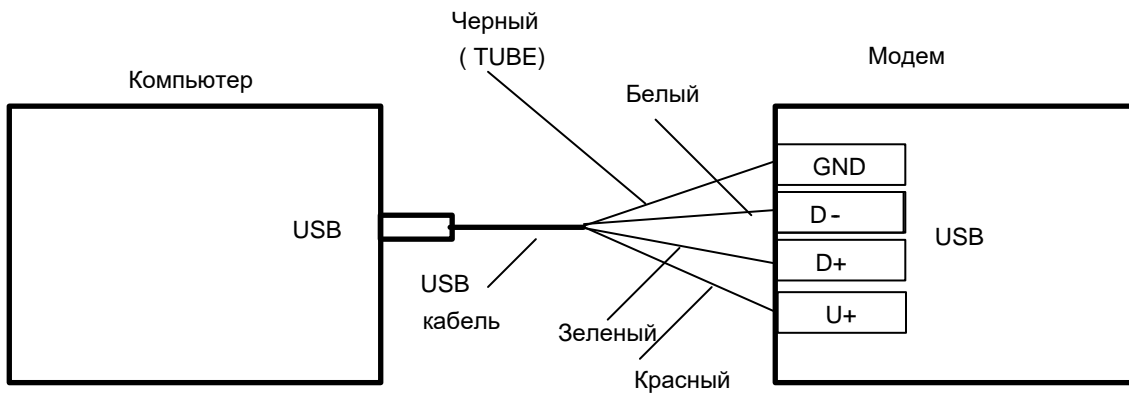 Черный
( TUBE)
Компьютер
Модем
Белый
GND
D-
USB
USB
D+
USB
кабель
U+
Зеленый
Красный